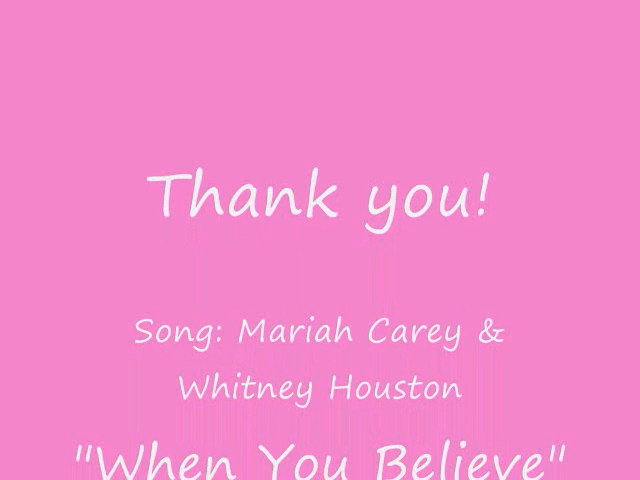 Thank you!
Song: Mariah Carey &
Whitney Houston
"When You Believe"